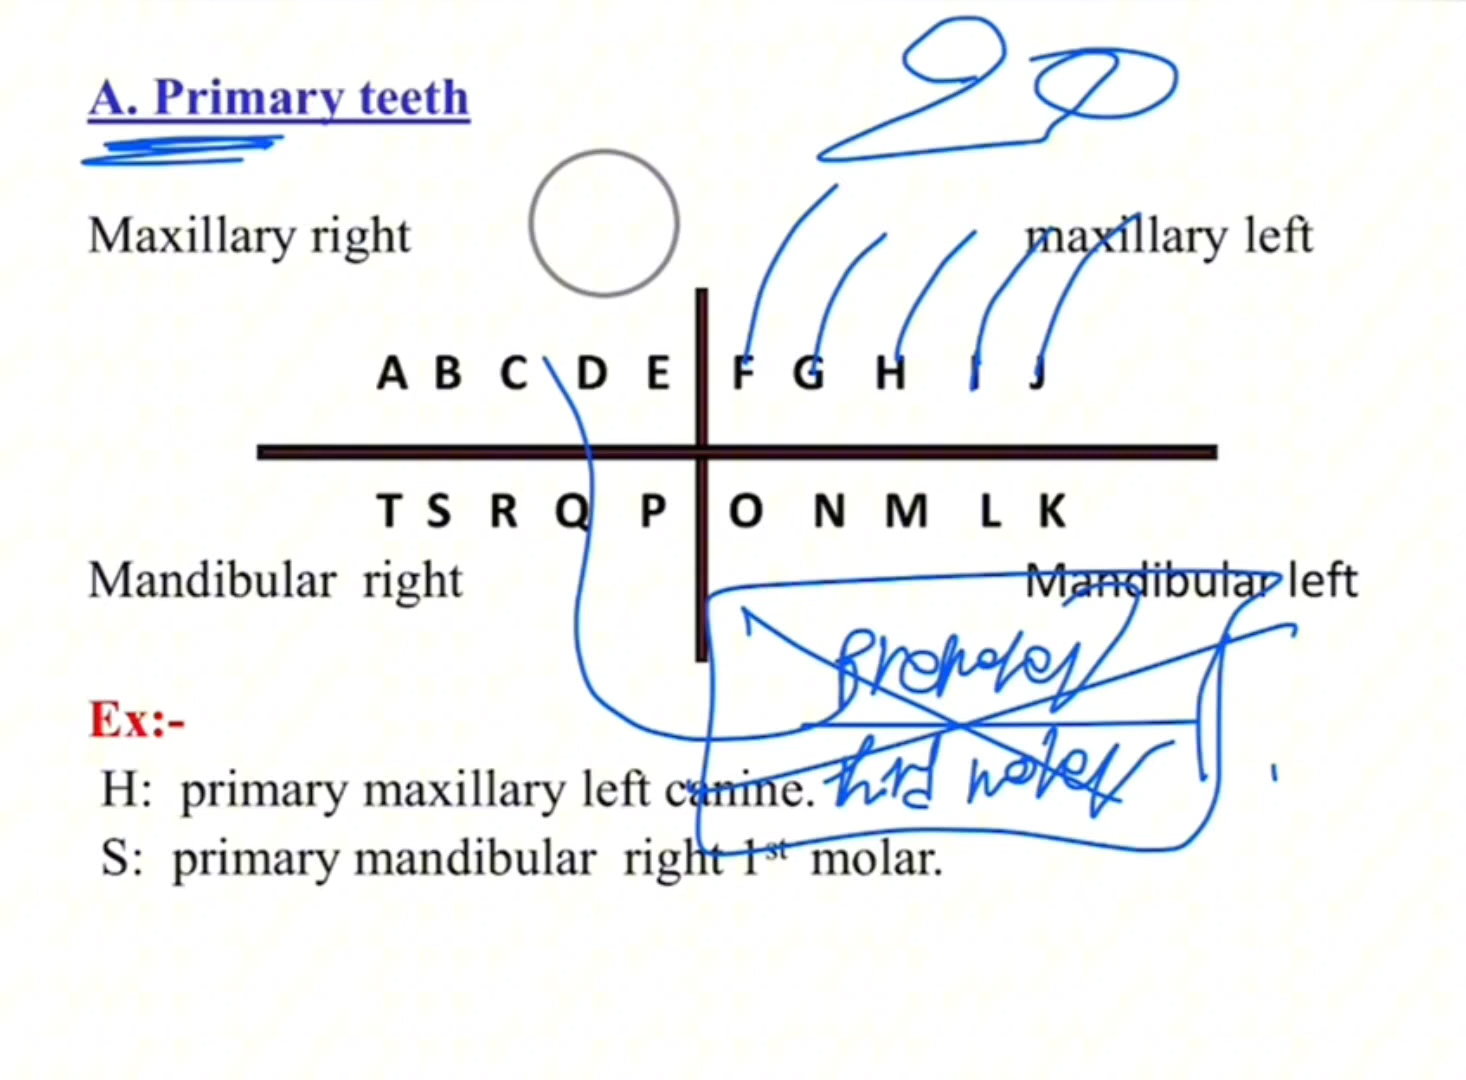 20
A. Primary teeth
Maxillary right maxillary left
A B C D E F G H I J
T S R Q P O N M L K
Mandibular right Mandibular left
premolar
Ex:-
H: primary maxillary left canine. third molar
S: primary mandibular right 1st molar.